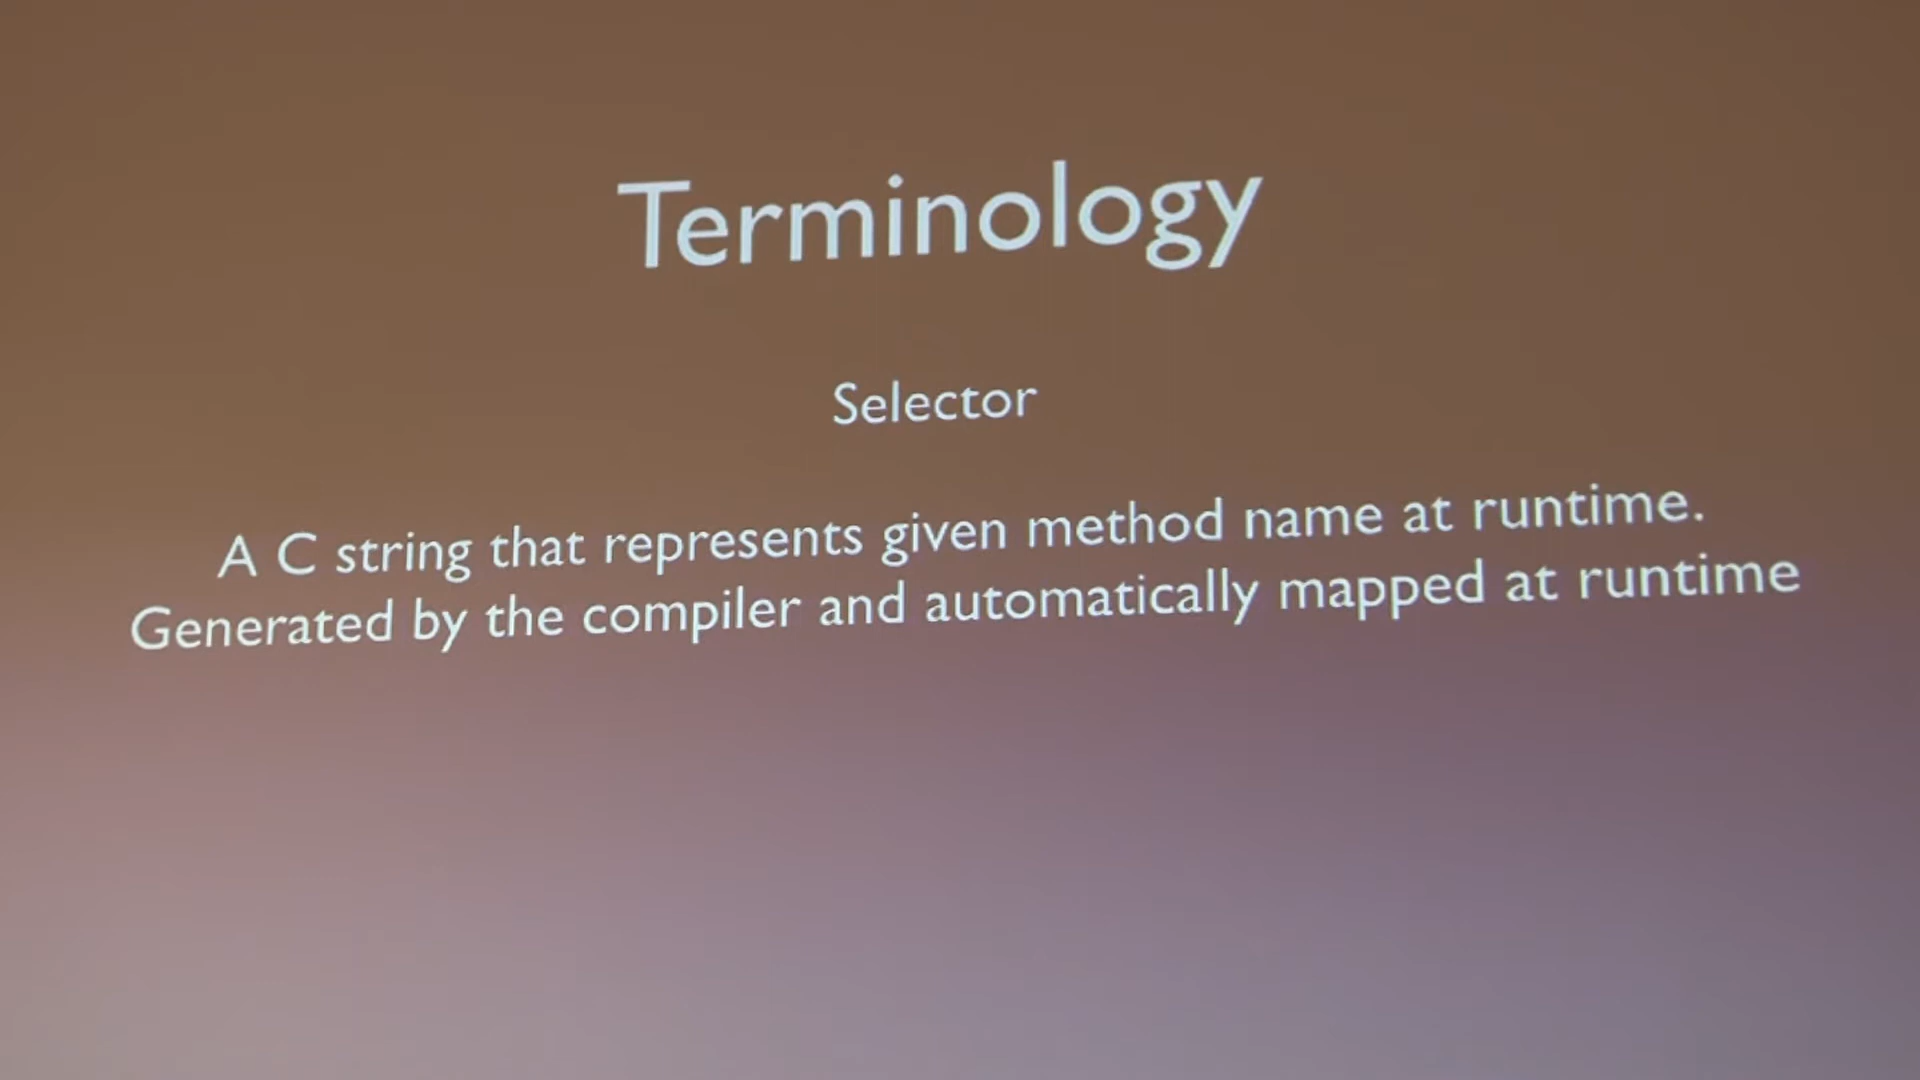 Terminology
Selector
A C string that represents given method name at runtime.
Generated by the compiler and automatically mapped at runtime